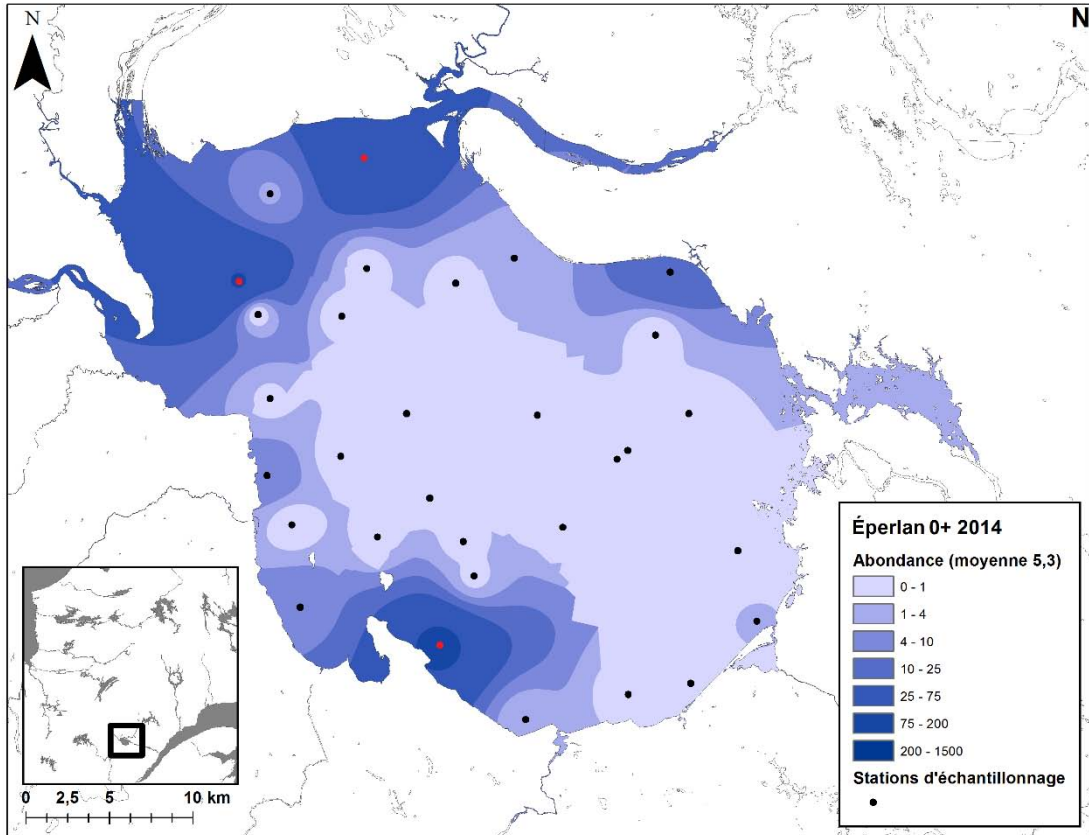 N
N
Éperlan 0+ 2014
Abondance (moyenne 5,3)
0 - 1
1 - 4
4 - 10
10 - 25
25 - 75
75 - 200
200 - 1500
Stations d'échantillonnage
0 2,5 5 10 km